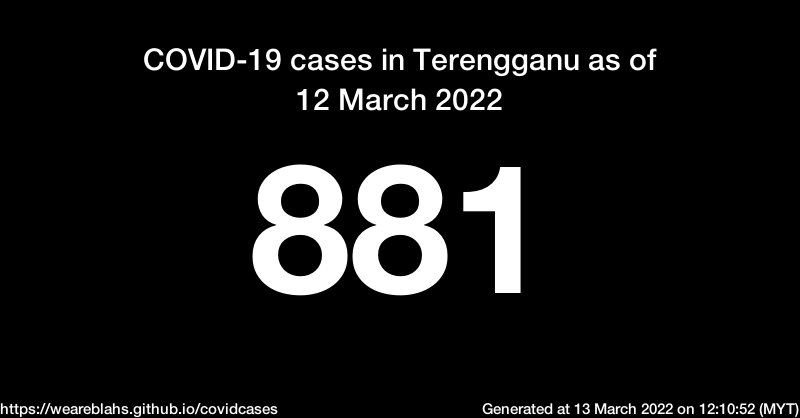 COVID-19 cases in Terengganu as of
12 March 2022
881
https://weareblahs.github.io/covidcases
Generated at 13 March 2022 on 12:10:52 (MYT)